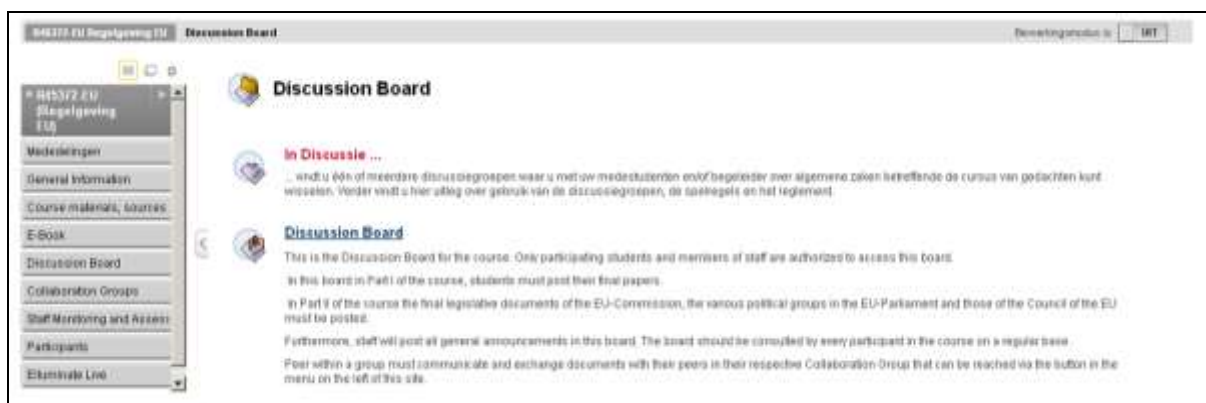 R45372.EU Regelgeving EU Discussion Board Bewerkingsmodus is: UIT
R45372.EU
(Regelgeving
EU)
Mededelingen
General Information
Course materials, sources
E-Book
Discussion Board
Collaboration Groups
Staff Monitoring and Assess
Participants
Elluminate Live
Discussion Board
In Discussie ...
... vindt u één of meerdere discussiegroepen waar u met uw medestudenten en/of begeleider over algemene zaken betreffende de cursus van gedachten kunt
wisselen. Verder vindt u hier uitleg over gebruik van de discussiegroepen, de spelregels en het reglement.
Discussion Board
This is the Discussion Board for the course. Only participating students and members of staff are authorized to access this board.
In this board in Part I of the course, students must post their final papers.
In Part II of the course the final legislative documents of the EU-Commission, the various political groups in the EU-Parliament and those of the Council of the EU
must be posted.
Furthermore, staff will post all general announcements in this board. The board should be consulted by every participant in the course on a regular base.
Peer within a group must communicate and exchange documents with their peers in their respective Collaboration Group that can be reached via the button in the
menu on the left of this site.